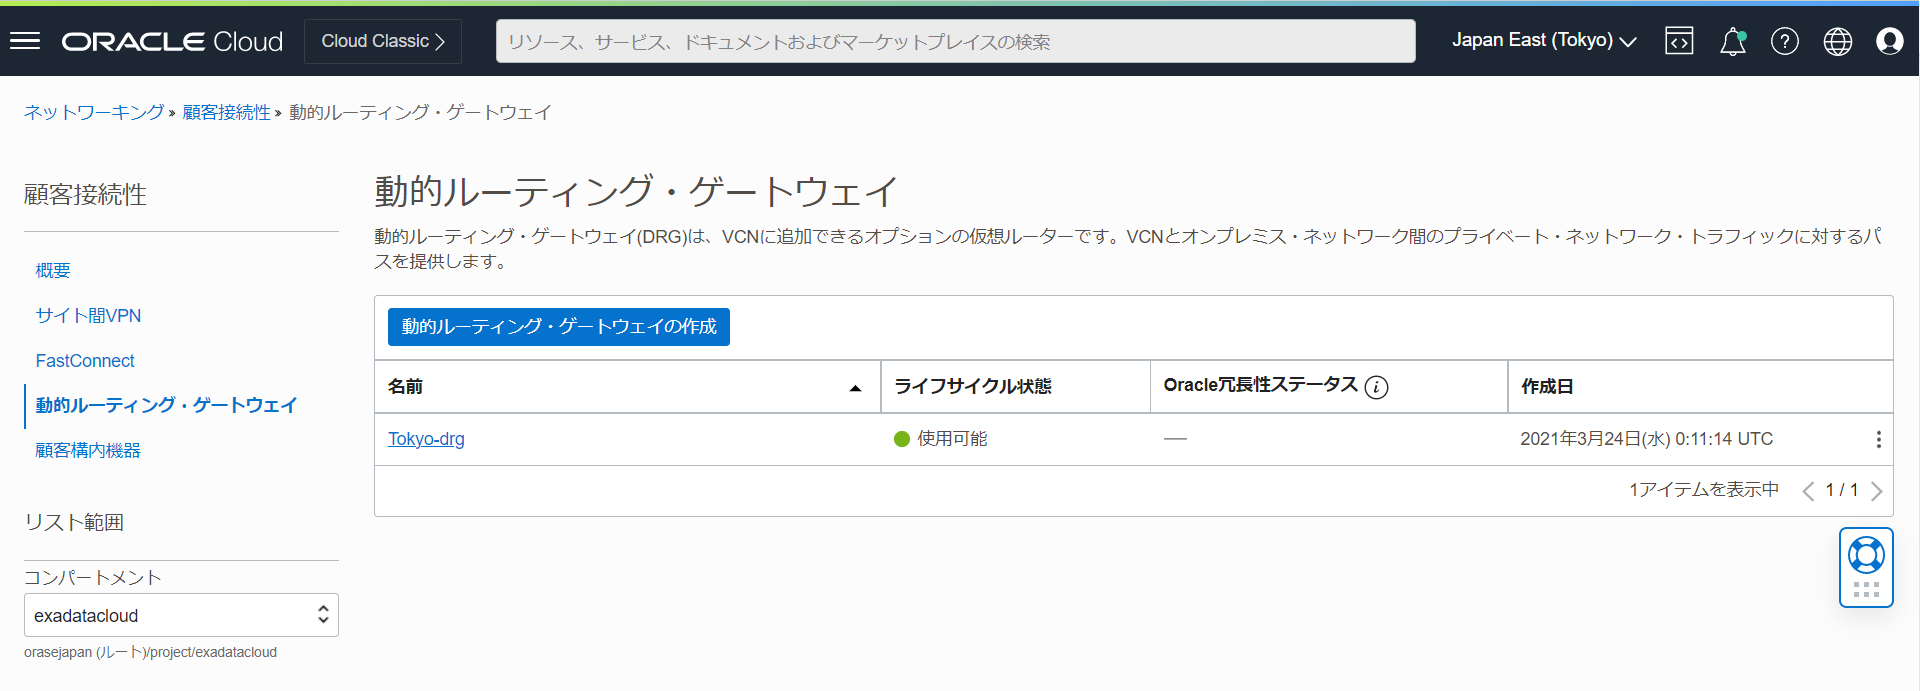 ORACLE Cloud
Cloud Classic
リソース、サービス、ドキュメントおよびマーケットプレイスの検索
Japan East (Tokyo)
ネットワーキング » 顧客接続性 » 動的ルーティング・ゲートウェイ
顧客接続性
概要
サイト間VPN
FastConnect
動的ルーティング・ゲートウェイ
顧客構内機器
リスト範囲
コンパートメント
exadatacloud
orasejapan (ルート)/project/exadatacloud
動的ルーティング・ゲートウェイ
動的ルーティング・ゲートウェイ(DRG)は、VCNに追加できるオプションの仮想ルーターです。VCNとオンプレミス・ネットワーク間のプライベート・ネットワーク・トラフィックに対するパ
スを提供します。
動的ルーティング・ゲートウェイの作成
名前 ライフサイクル状態 Oracle冗長性ステータス 作成日
Tokyo-drg 使用可能 — 2021年3月24日(水) 0:11:14 UTC
1アイテムを表示中 1 / 1